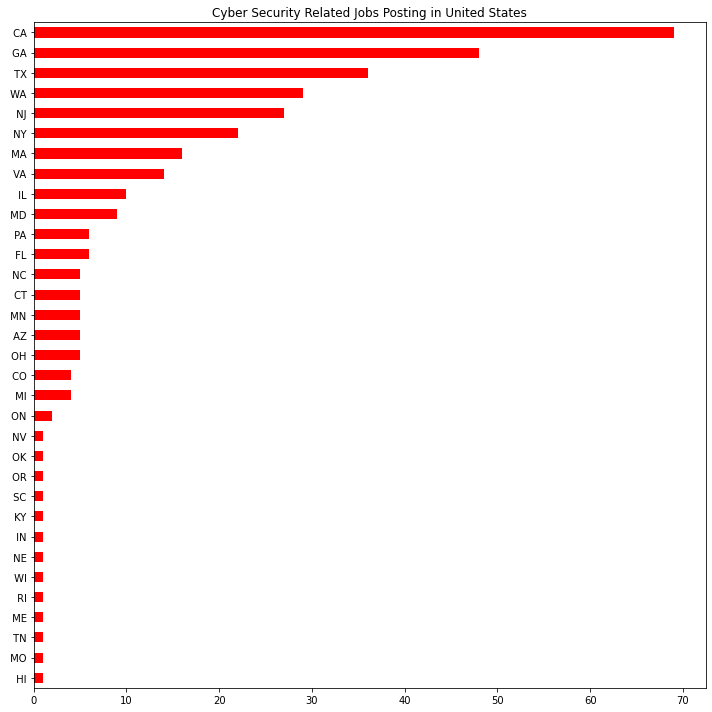 Cyber Security Related Jobs Posting in United States
CA
GA
TX
WA
NJ
NY
MA
VA
IL
MD
PA
FL
NC
CT
MN
AZ
OH
CO
MI
ON
NV
OK
OR
SC
KY
IN
NE
WI
RI
ME
TN
MO
HI
0 10 20 30 40 50 60 70